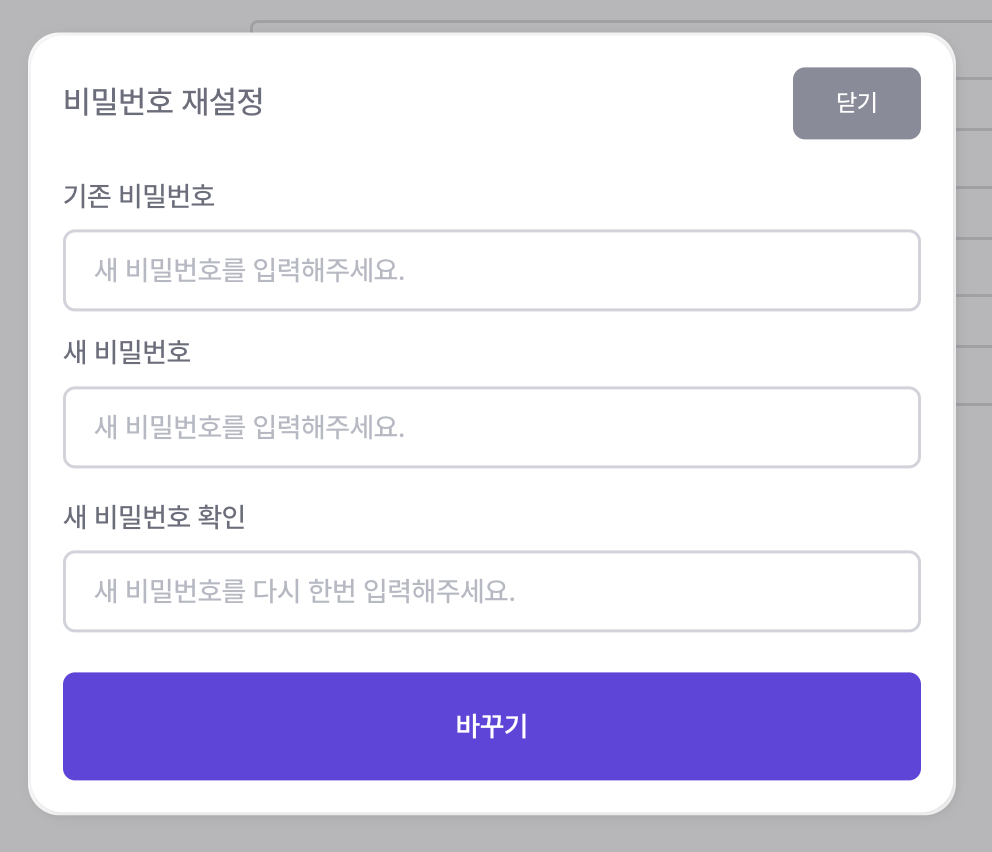 비밀번호 재설정
닫기
기존 비밀번호
새 비밀번호를 입력해주세요.
새 비밀번호
새 비밀번호를 입력해주세요.
새 비밀번호 확인
새 비밀번호를 다시 한번 입력해주세요.
바꾸기